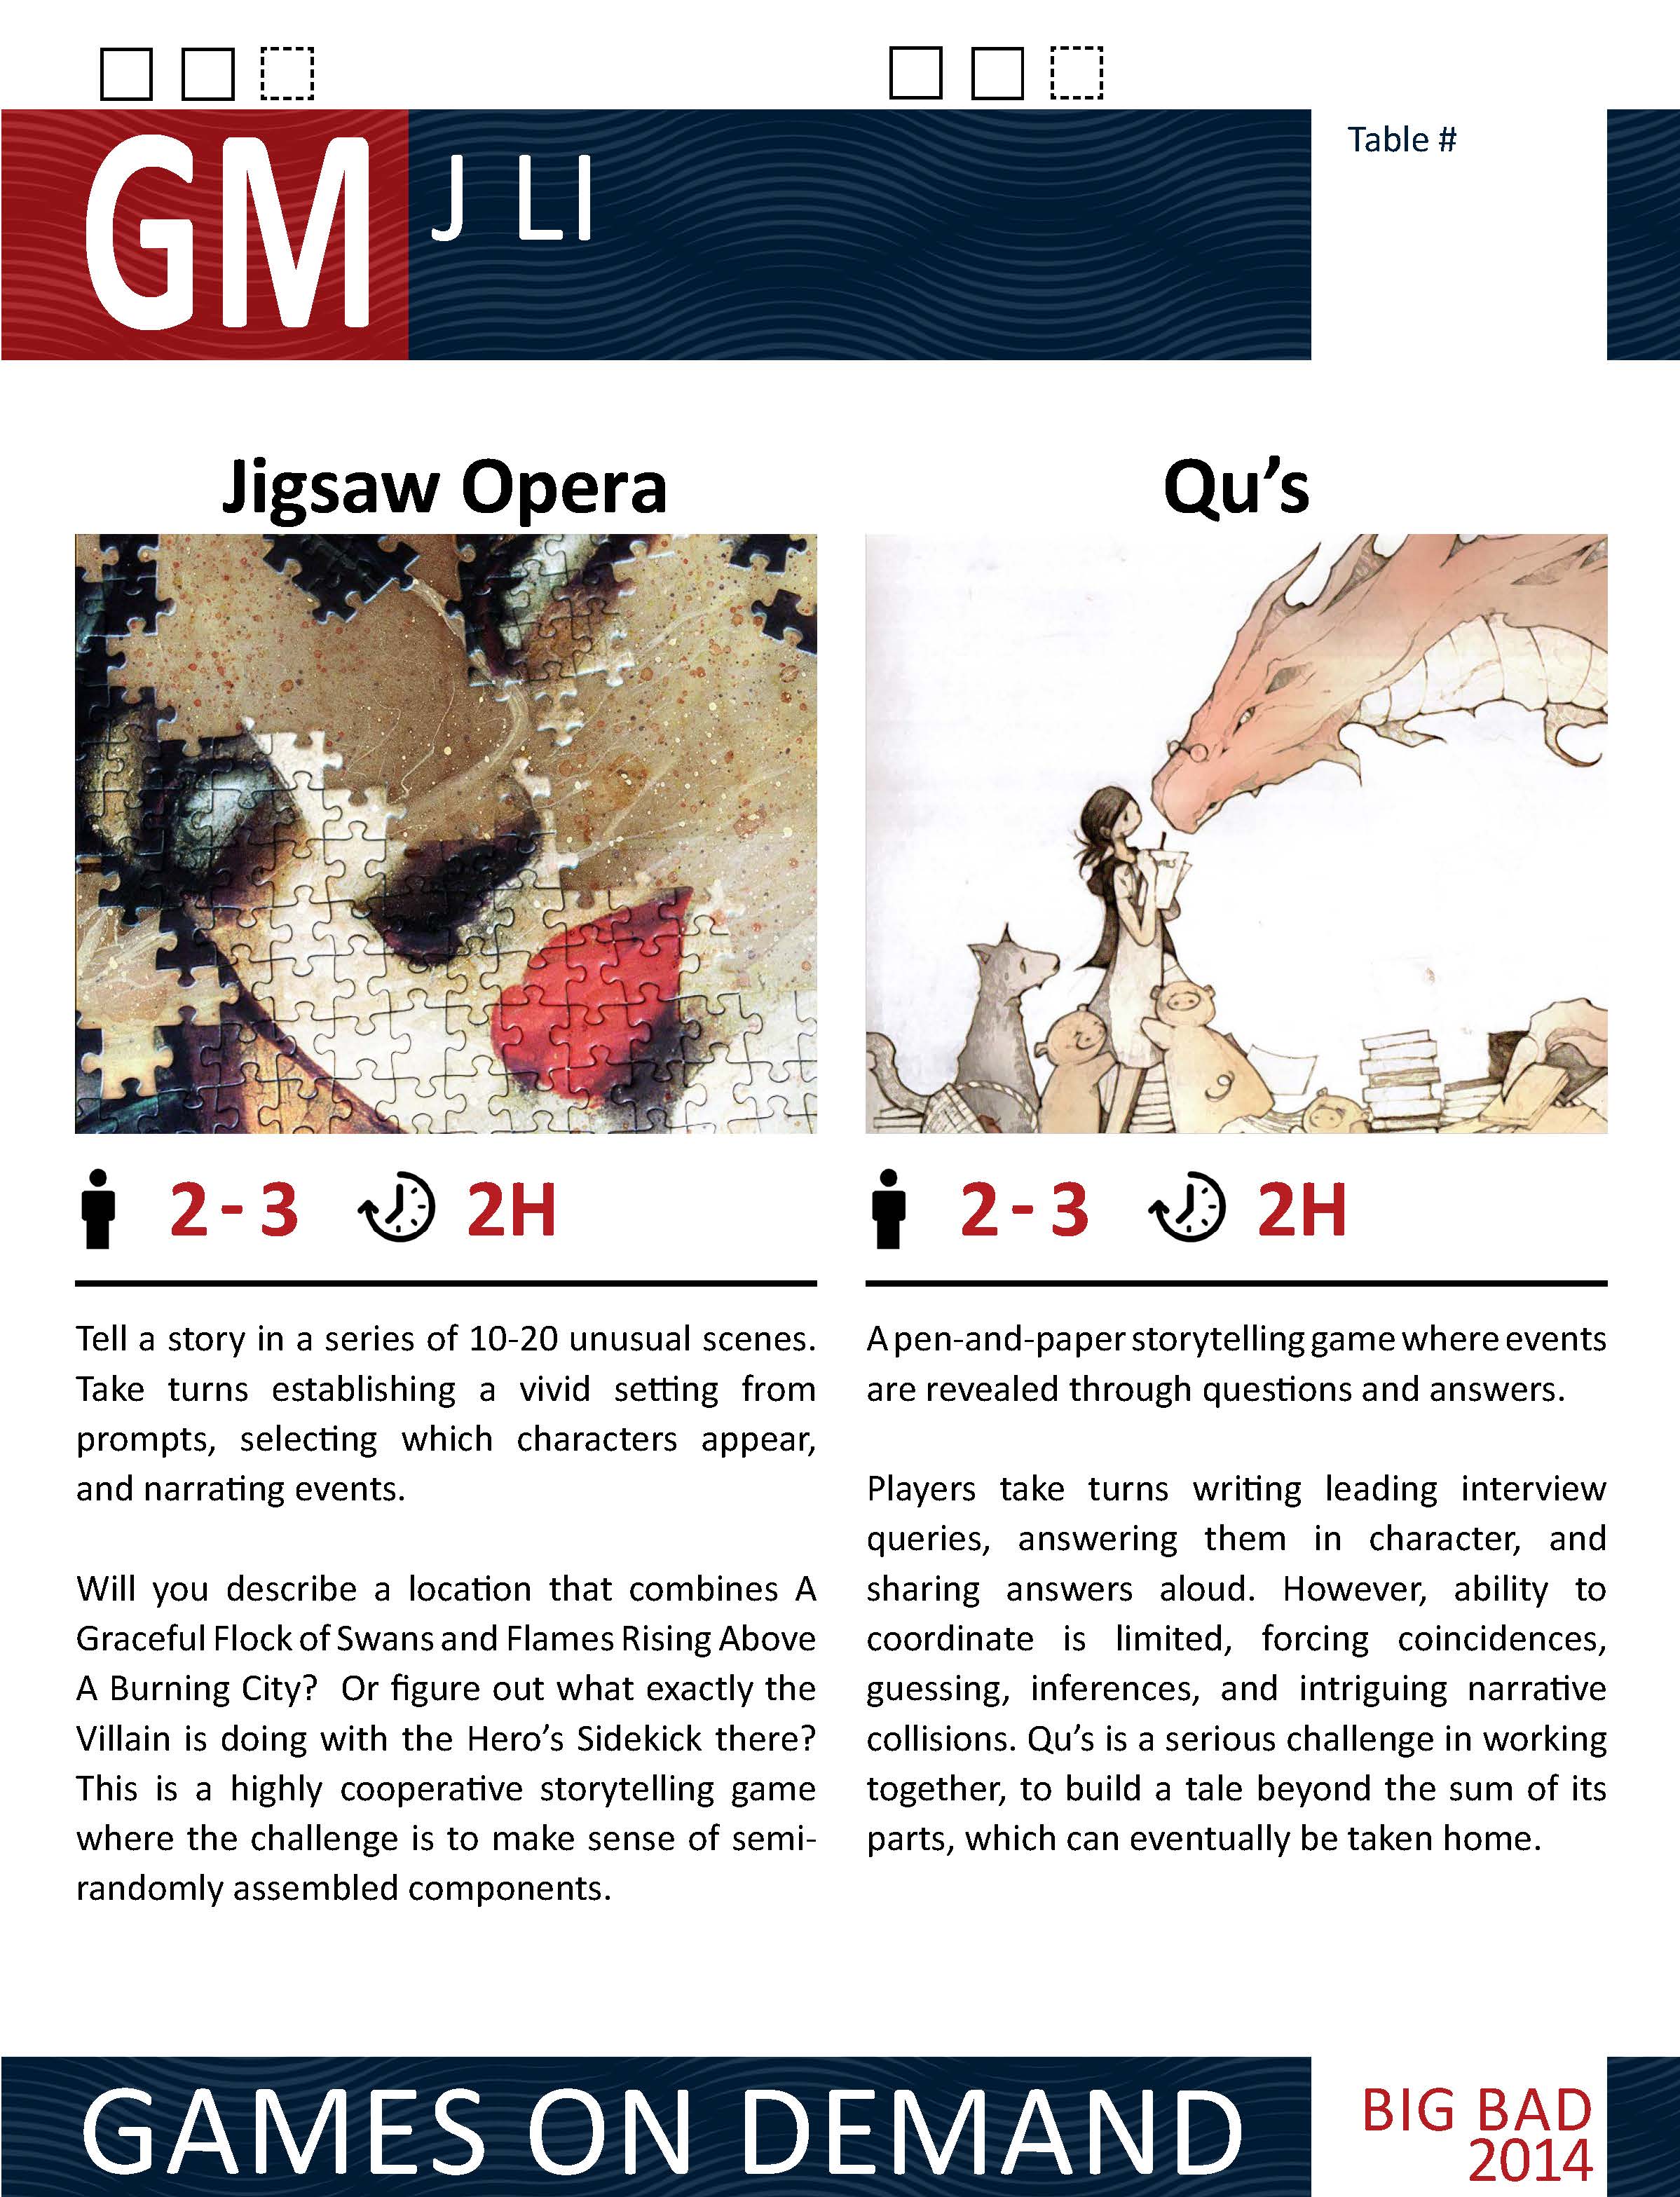 GM
J LI
Table #
Jigsaw Opera
2 - 3
2H
Tell a story in a series of 10-20 unusual scenes.
Take turns establishing a vivid setting from
prompts, selecting which characters appear,
and narrating events.
Will you describe a location that combines A
Graceful Flock of Swans and Flames Rising Above
A Burning City?  Or figure out what exactly the
Villain is doing with the Hero’s Sidekick there?
This is a highly cooperative storytelling game
where the challenge is to make sense of semi-
randomly assembled components.
Qu’s
2 - 3
2H
A pen-and-paper storytelling game where events
are revealed through questions and answers.
Players take turns writing leading interview
queries, answering them in character, and
sharing answers aloud. However, ability to
coordinate is limited, forcing coincidences,
guessing, inferences, and intriguing narrative
collisions. Qu’s is a serious challenge in working
together, to build a tale beyond the sum of its
parts, which can eventually be taken home.
GAMES ON DEMAND
BIG BAD
2014